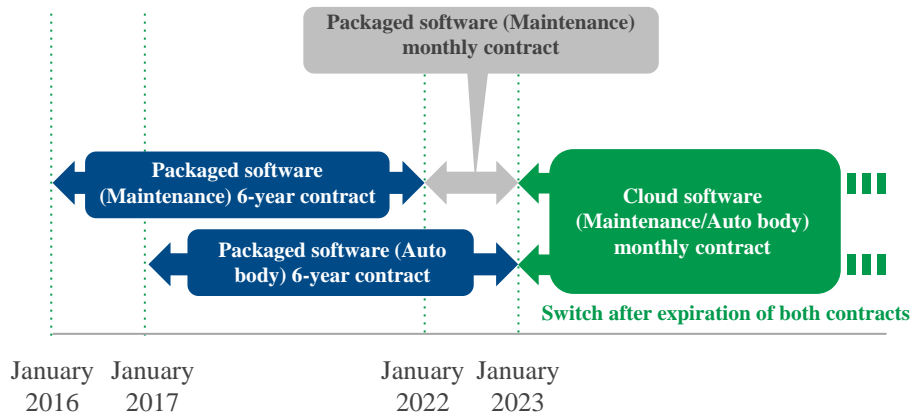 Packaged software (Maintenance)
monthly contract
Packaged software
(Maintenance) 6-year contract
Packaged software (Auto
body) 6-year contract
Cloud software
(Maintenance/Auto body)
monthly contract
Switch after expiration of both contracts
January
2016
January
2017
January
2022
January
2023